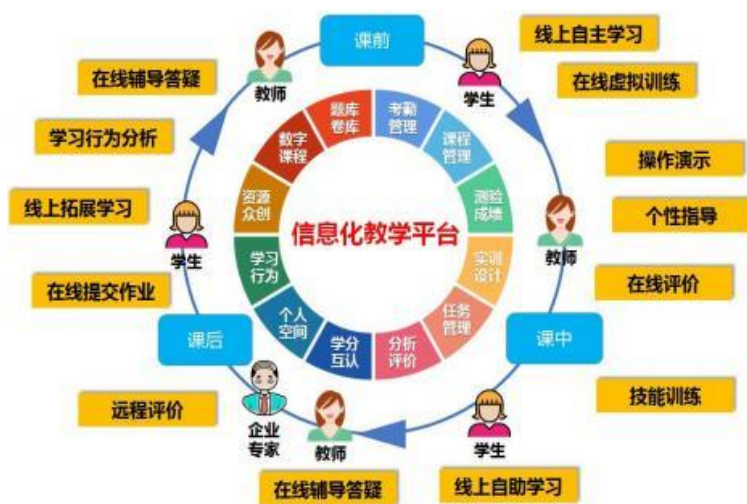 课前
线上自主学习
在线辅导答疑
教师
学生
在线虚拟训练
学习行为分析
操作演示
线上拓展学习
个性指导
学生
教师
在线提交作业
在线评价
课后
课中
远程评价
企业
专家
教师
学生
技能训练
在线辅导答疑
线上自助学习
信息化教学平台
题库
卷库
考勤
管理
课程
管理
测验
成绩
实训
设计
任务
管理
分析
评价
学分
互认
个人
空间
学习
行为
资源
众创
数字
课程